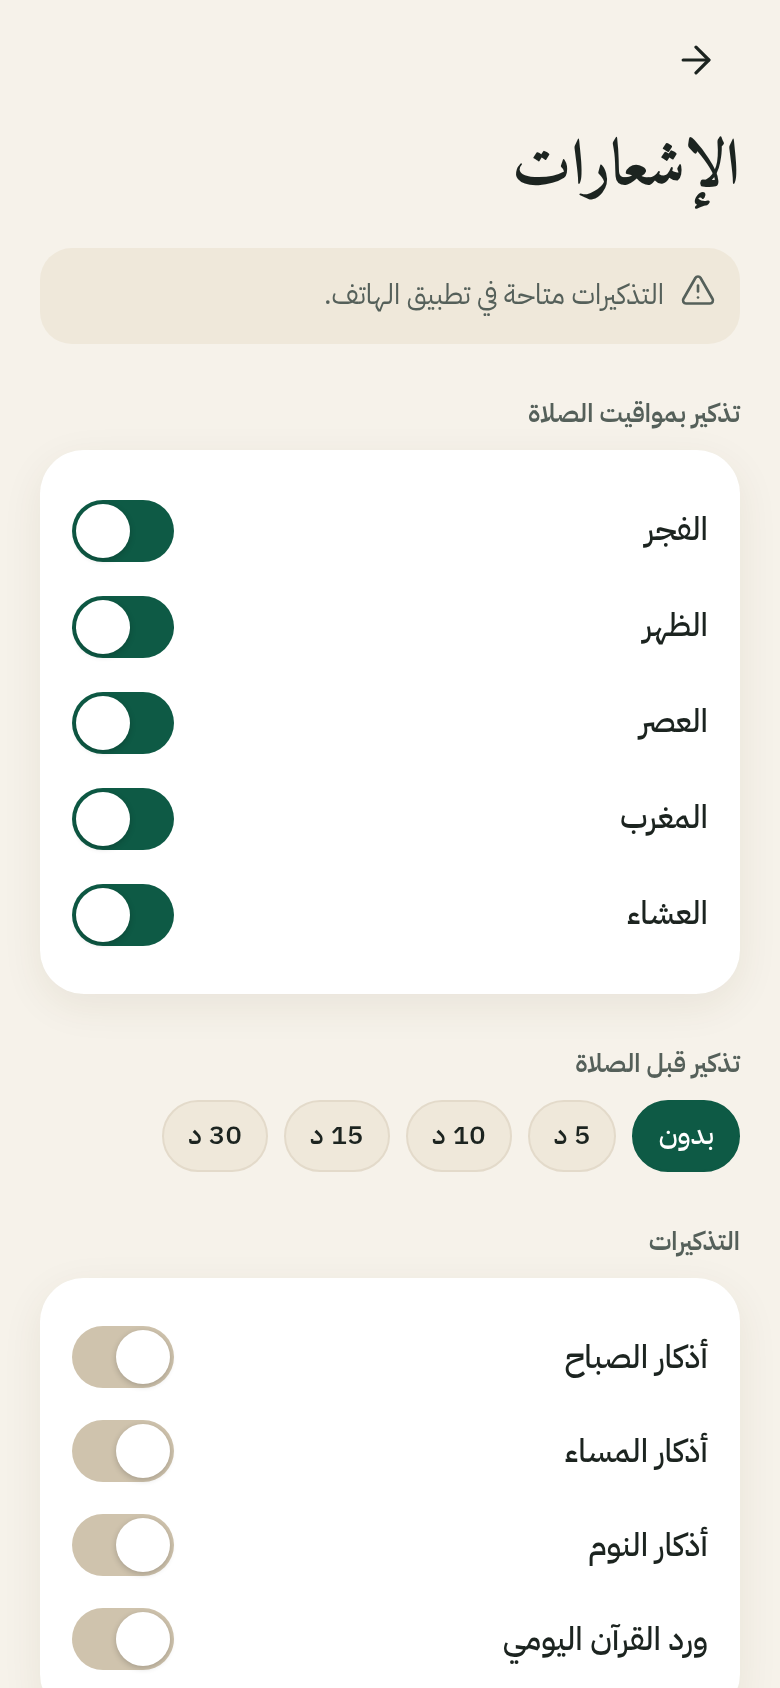 الإشعارات
التذكيرات متاحة في تطبيق الهاتف.
تذكير بمواقيت الصلاة
الفجر
الظهر
العصر
المغرب
العشاء
تذكير قبل الصلاة
بدون
5 د
10 د
15 د
30 د
التذكيرات
أذكار الصباح
أذكار المساء
أذكار النوم
ورد القرآن اليومي